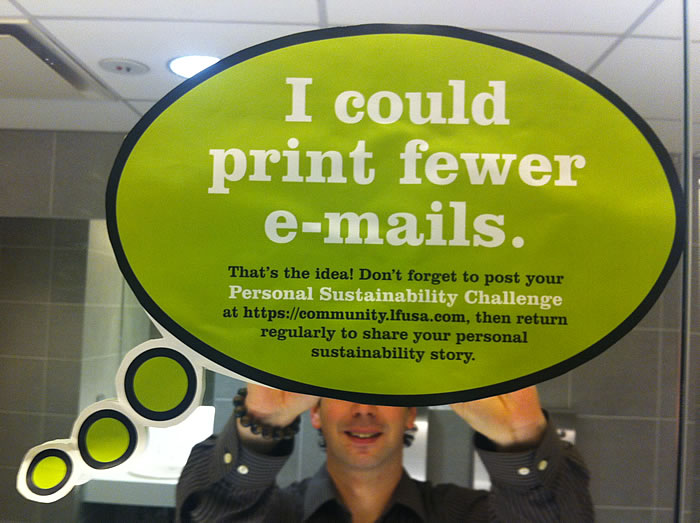 I could
print fewer
e-mails.
That's the idea! Don't forget to post your
Personal Sustainability Challenge
at https://community.lfusa.com, then return
regularly to share your personal
sustainability story.